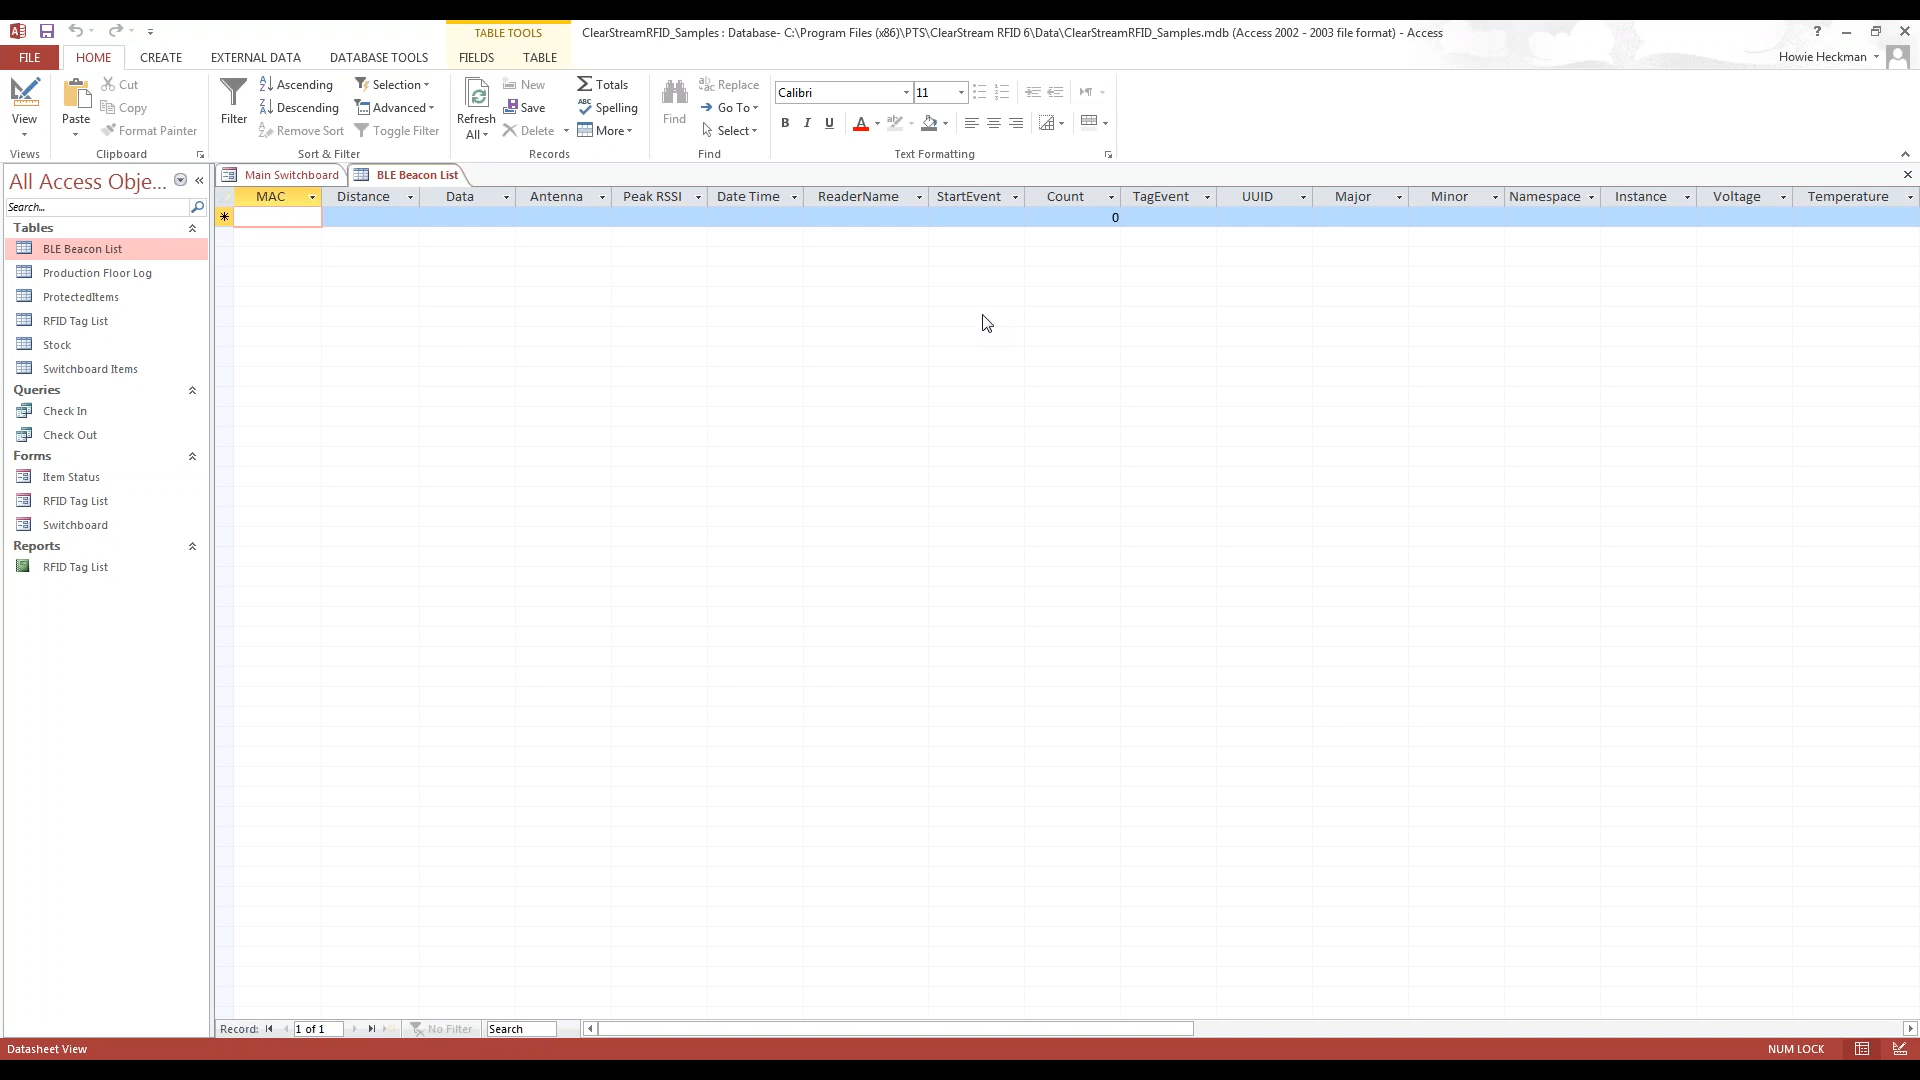 TABLE TOOLS
ClearStreamRFID_Samples : Database- C:\Program Files (x86)\PTS\ClearStream RFID 6\Data\ClearStreamRFID_Samples.mdb (Access 2002 - 2003 file format) - Access
FILE HOME CREATE EXTERNAL DATA DATABASE TOOLS FIELDS TABLE Howie Heckman
View
Views
Paste
Cut
Copy
Format Painter
Clipboard
Filter
Ascending
Descending
Remove Sort
Selection
Advanced
Toggle Filter
Sort & Filter
Refresh
All
New
Save
Delete
Totals
Spelling
More
Records
Find
Replace
Go To
Select
Find
Calibri 11
B I U A
Text Formatting
All Access Obje...
Search...
Tables
BLE Beacon List
Production Floor Log
ProtectedItems
RFID Tag List
Stock
Switchboard Items
Queries
Check In
Check Out
Forms
Item Status
RFID Tag List
Switchboard
Reports
RFID Tag List
Main Switchboard BLE Beacon List
MAC Distance Data Antenna Peak RSSI Date Time ReaderName StartEvent Count TagEvent UUID Major Minor Namespace Instance Voltage Temperature
0
Record: 1 of 1 No Filter Search
Datasheet View NUM LOCK